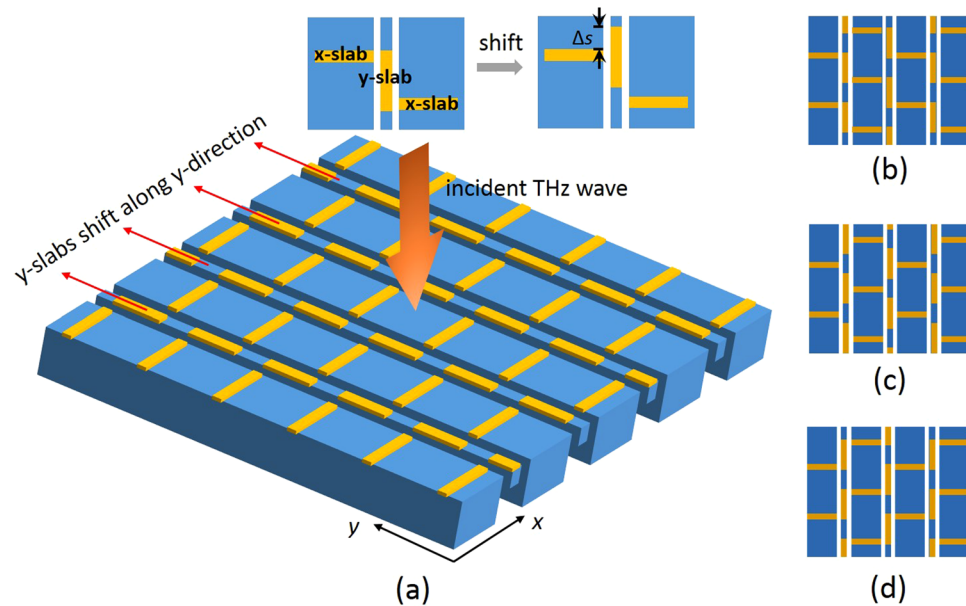 x-slab
y-slab
x-slab
shift
Δs
y-slabs shift along y-direction
incident THz wave
y
x
(a)
(b)
(c)
(d)